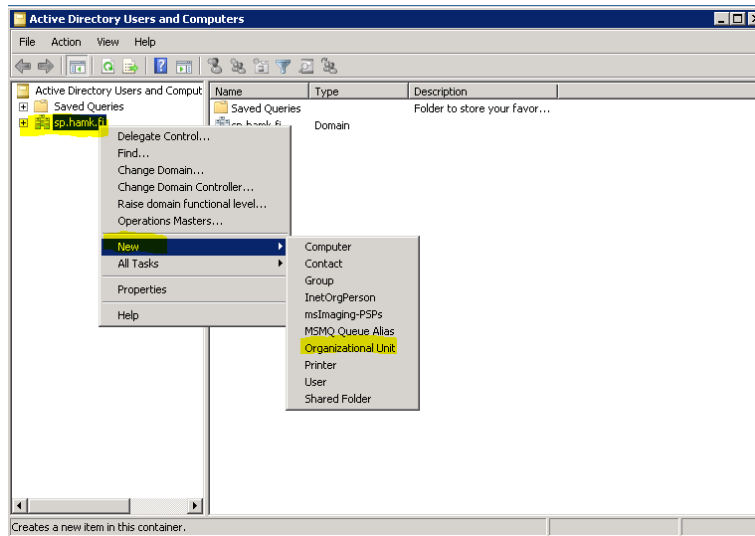 Active Directory Users and Computers
File Action View Help
Active Directory Users and Comput
Name Type Description
Saved Queries
Saved Queries Folder to store your favor...
sp.hamk.fi
sp.hamk.fi Domain
Delegate Control...
Find...
Change Domain...
Change Domain Controller...
Raise domain functional level...
Operations Masters...
New
All Tasks
Properties
Help
Computer
Contact
Group
InetOrgPerson
msImaging-PSPs
MSMQ Queue Alias
Organizational Unit
Printer
User
Shared Folder
Creates a new item in this container.